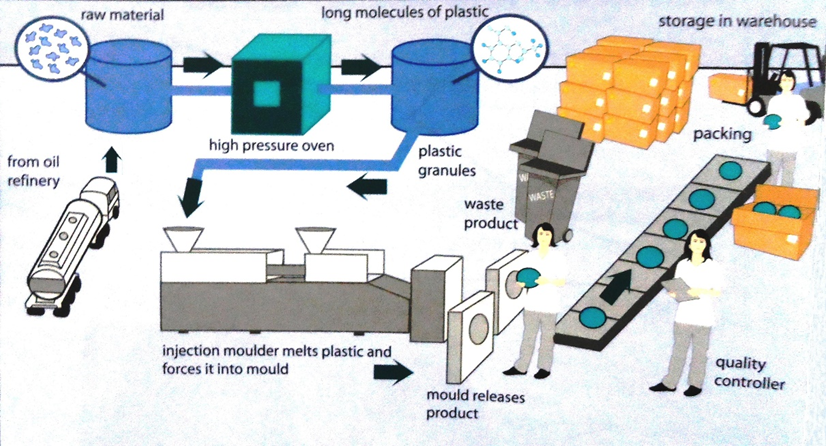 raw material
long molecules of plastic
storage in warehouse
high pressure oven
plastic
granules
packing
from oil
refinery
waste
product
W
WASTE
injection moulder melts plastic and
forces it into mould
mould releases
product
quality
controller